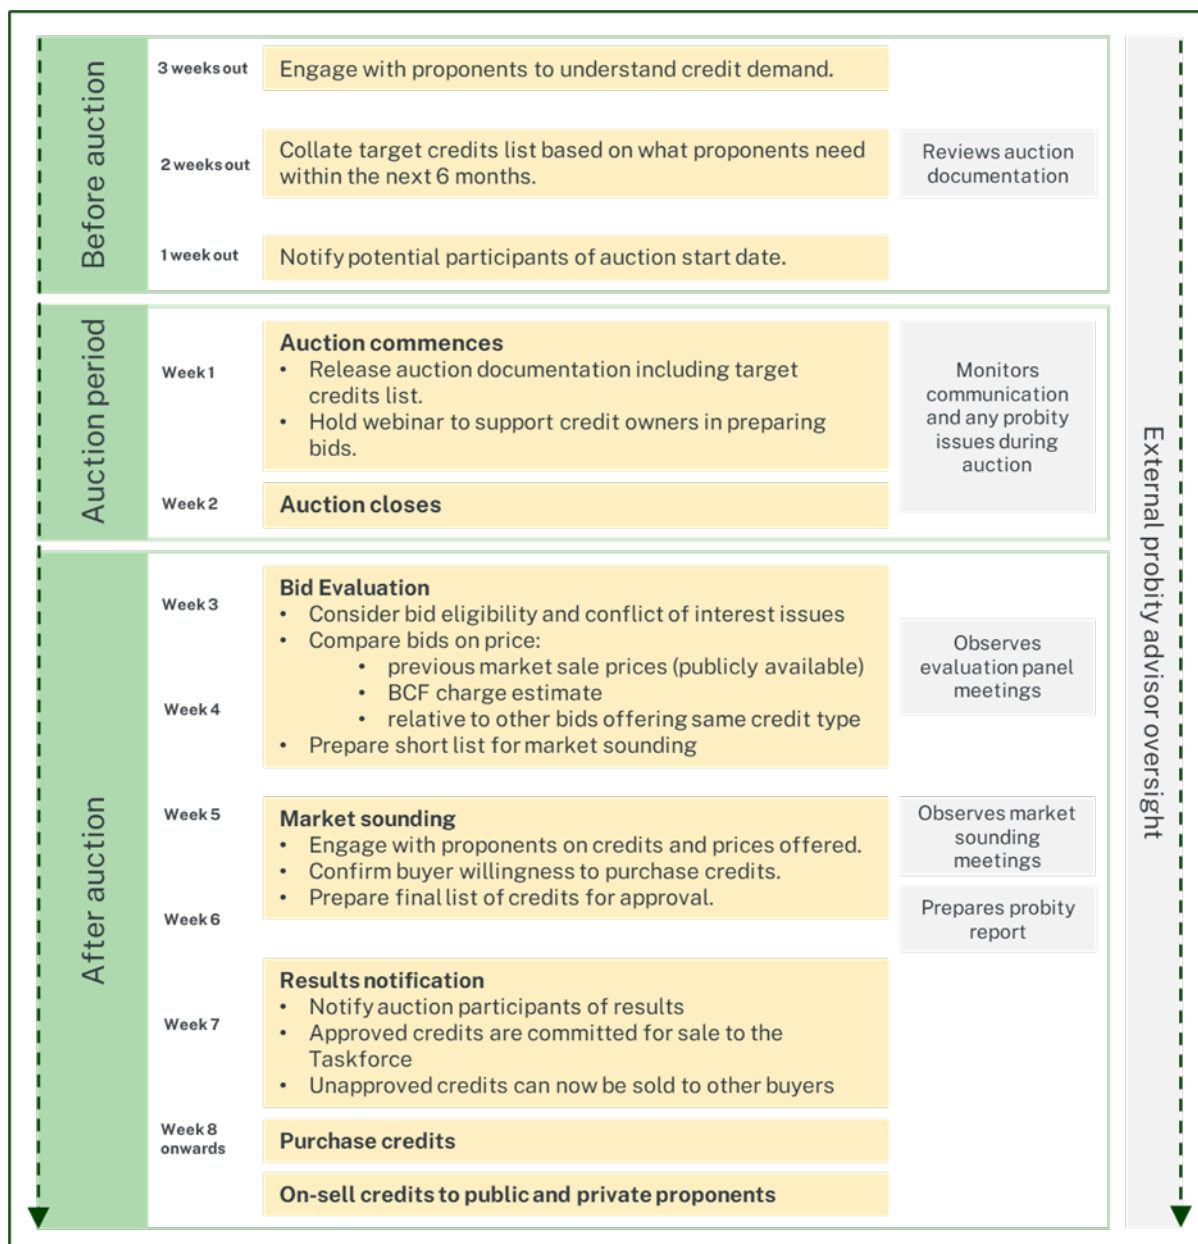 Before auction
3 weeks out
Engage with proponents to understand credit demand.
2 weeks out
Collate target credits list based on what proponents need
within the next 6 months.
Reviews auction
documentation
1 week out
Notify potential participants of auction start date.
Auction period
Week 1
Auction commences
• Release auction documentation including target
credits list.
• Hold webinar to support credit owners in preparing
bids.
Monitors
communication
and any probity
issues during
auction
Week 2
Auction closes
External probity advisor oversight
After auction
Week 3
Bid Evaluation
• Consider bid eligibility and conflict of interest issues
• Compare bids on price:
• previous market sale prices (publicly available)
• BCF charge estimate
• relative to other bids offering same credit type
• Prepare short list for market sounding
Week 4
Observes
evaluation panel
meetings
Week 5
Market sounding
• Engage with proponents on credits and prices offered.
• Confirm buyer willingness to purchase credits.
• Prepare final list of credits for approval.
Observes market
sounding
meetings
Week 6
Prepares probity
report
Results notification
• Notify auction participants of results
• Approved credits are committed for sale to the
Taskforce
• Unapproved credits can now be sold to other buyers
Week 7
Week 8
onwards
Purchase credits
On-sell credits to public and private proponents